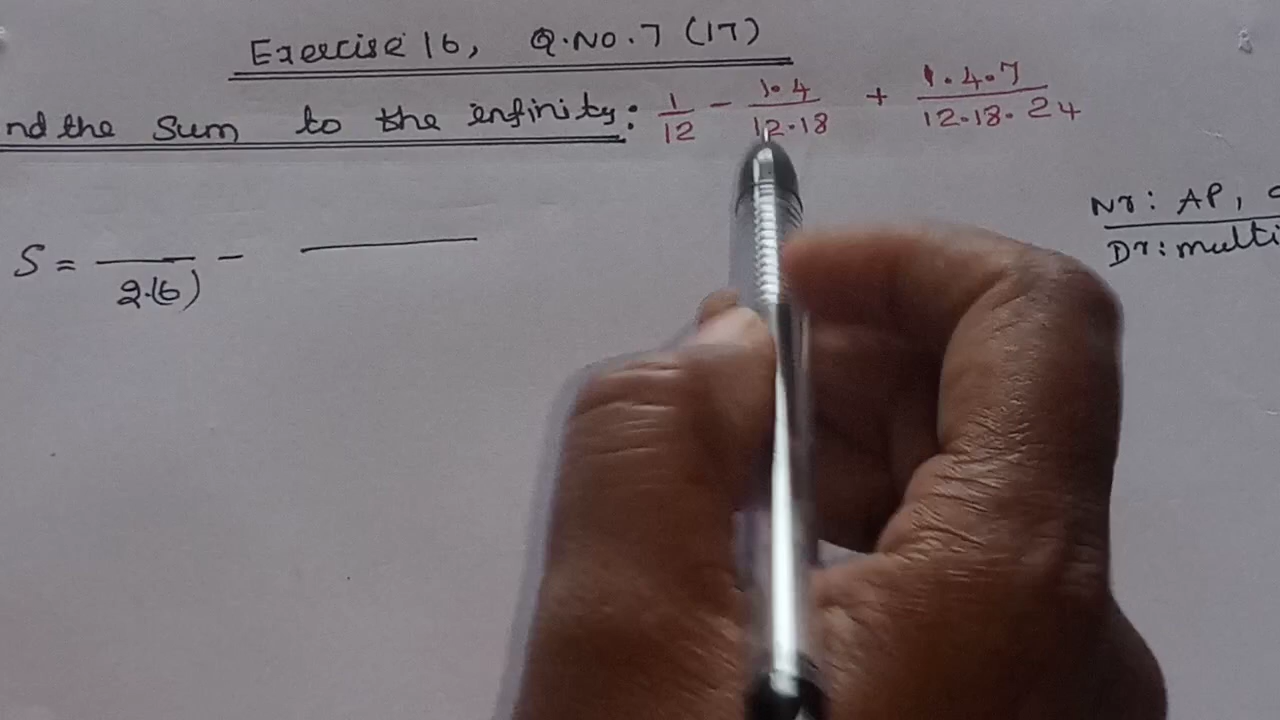 Exercise 16, Q.No.7 (17)
nd the Sum to the infinity: 1/12 - 1.4/12.18 + 1.4.7/12.18.24
Nr: AP,
Dr: multi
S = /2.(6) -